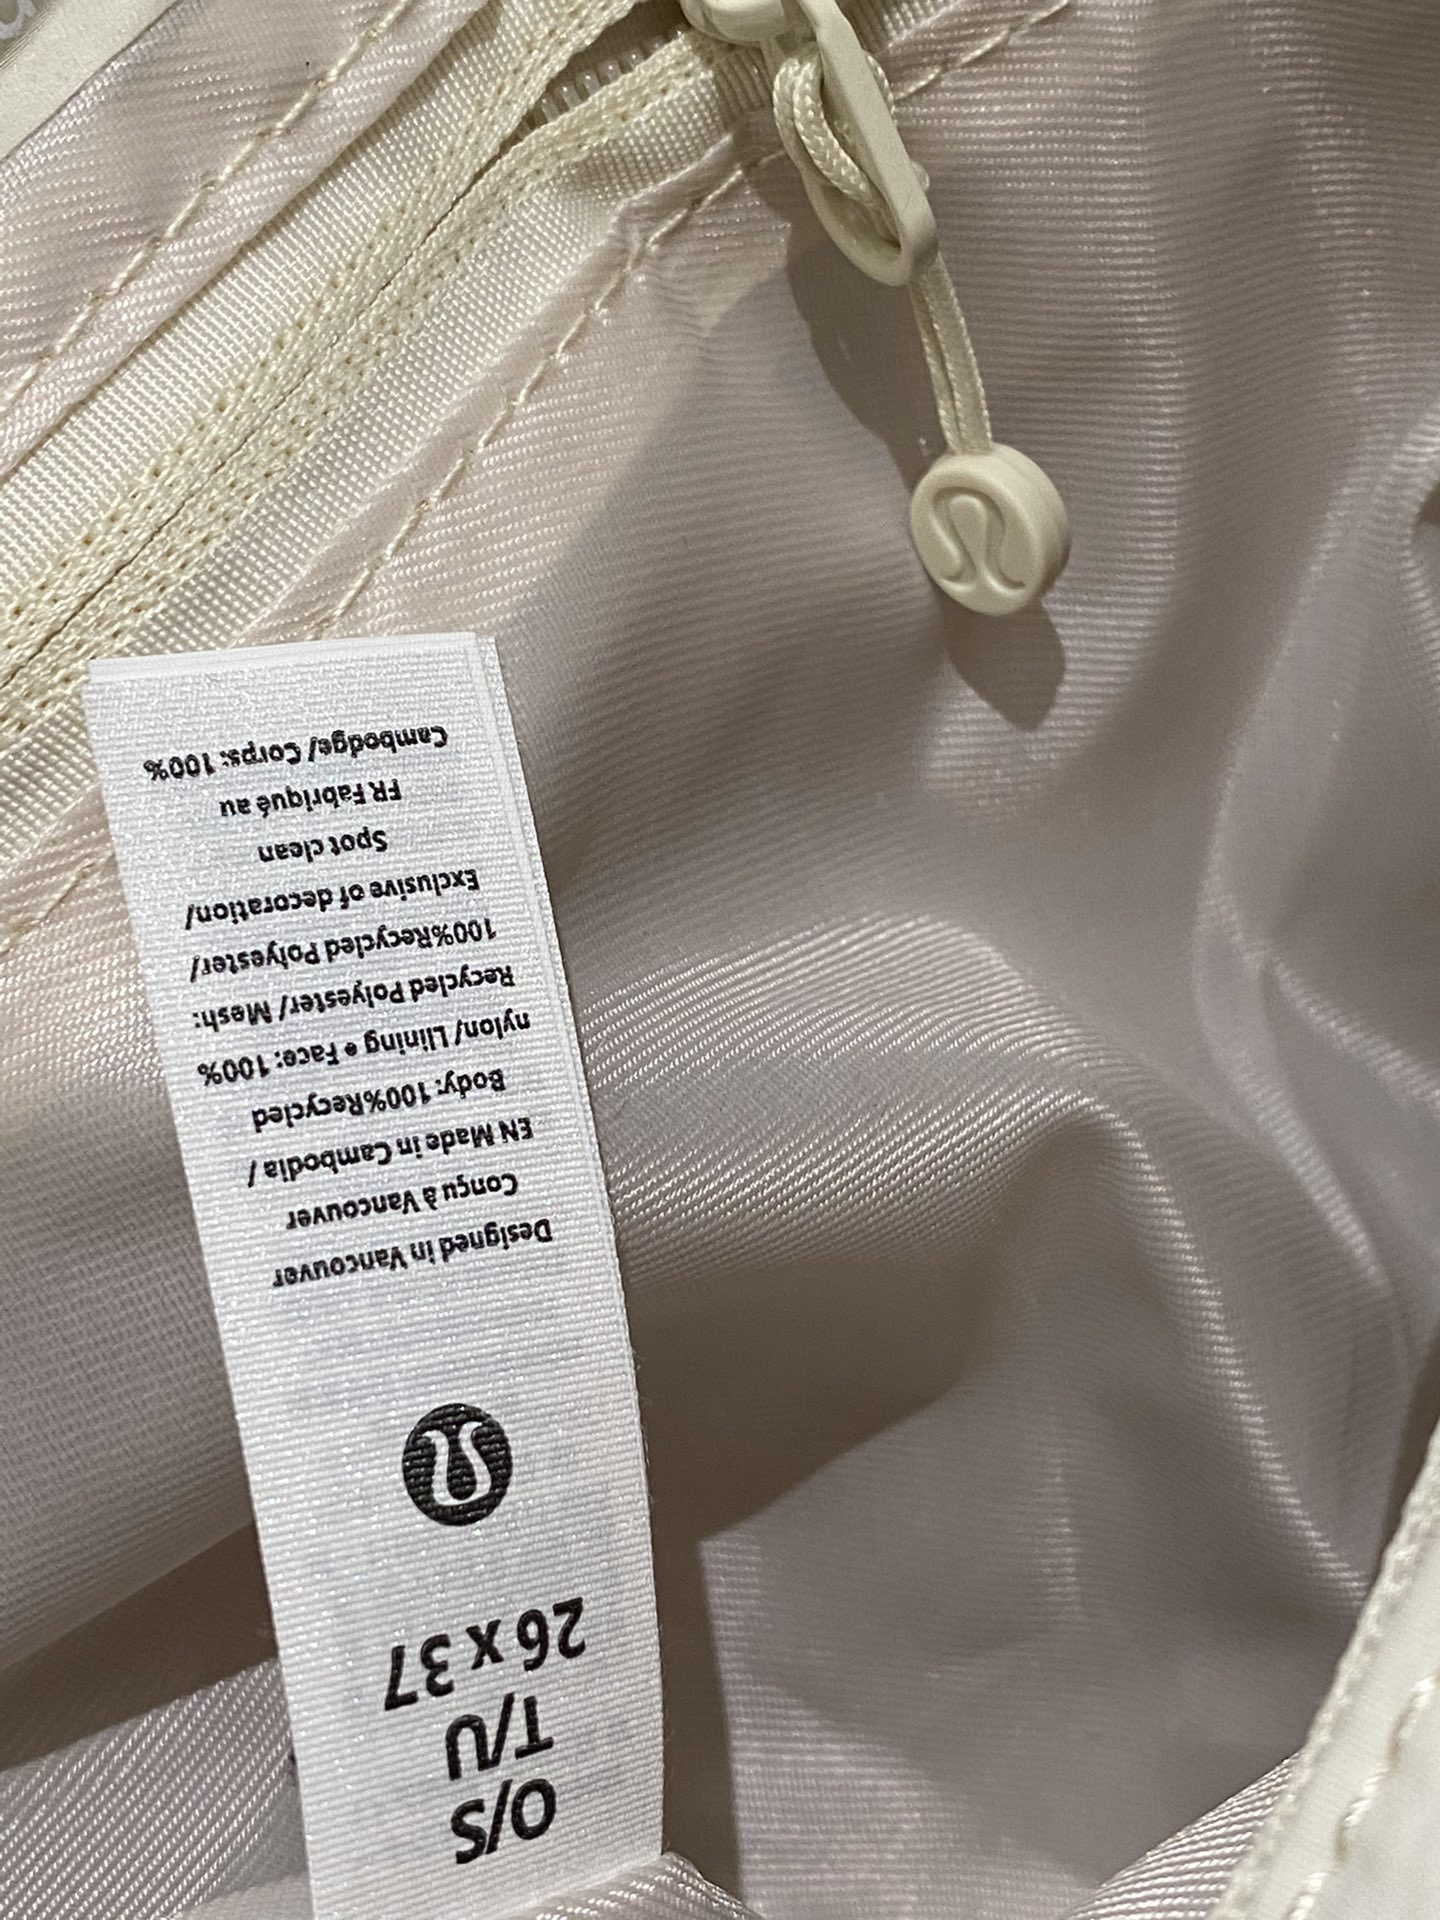 O/S
T/U
26 x 37
Designed in Vancouver
Conçu à Vancouver
EN Made in Cambodia /
Body: 100%Recycled
nylon/ Llining • Face: 100%
Recycled Polyester/ Mesh:
100%Recycled Polyester/
Exclusive of decoration/
Spot clean
FR Fabriqué au
Cambodge/ Corps: 100%